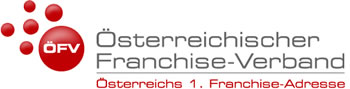 ÖFV
Österreichischer
Franchise-Verband
Österreichs 1. Franchise-Adresse